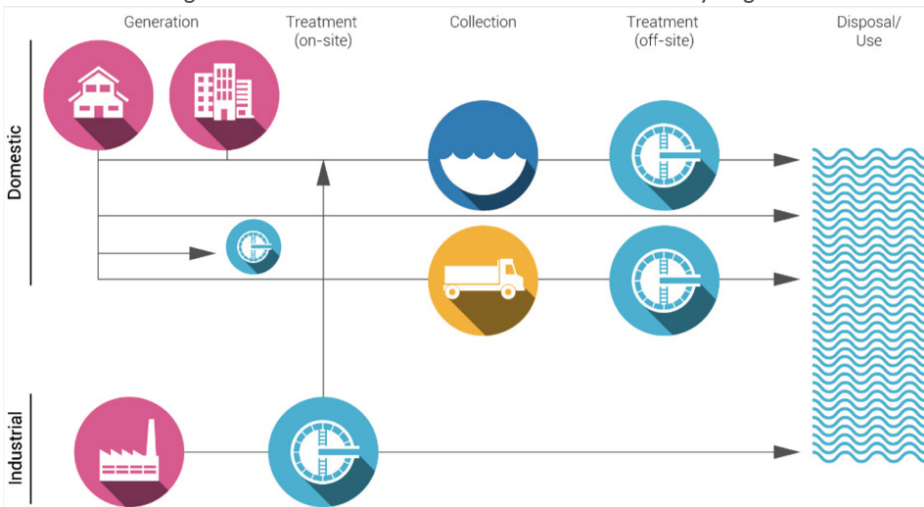 Generation
Treatment
(on-site)
Collection
Treatment
(off-site)
Disposal/
Use
Domestic
Industrial